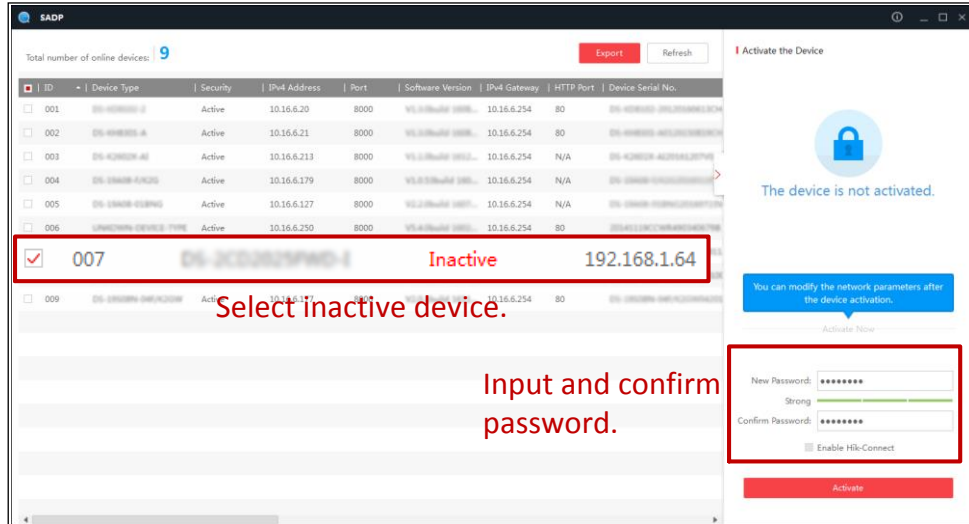 SADP
Total number of online devices: 9
Export
Refresh
Activate the Device
ID | Device Type | Security | IPv4 Address | Port | Software Version | IPv4 Gateway | HTTP Port | Device Serial No.
001 Active 10.16.6.20 8000 10.16.6.254 80
002 Active 10.16.6.21 8000 10.16.6.254 80
003 Active 10.16.6.213 8000 10.16.6.254 N/A
004 Active 10.16.6.179 8000 10.16.6.254 N/A
005 Active 10.16.6.127 8000 10.16.6.254 N/A
006 Active 10.16.6.250 8000 10.16.6.254 80
007 Inactive 192.168.1.64
009 10.16.6.254 80
Select inactive device.
The device is not activated.
You can modify the network parameters after
the device activation.
Activate Now
Input and confirm
password.
New Password: ••••••••
Strong
Confirm Password: ••••••••
Enable Hik-Connect
Activate